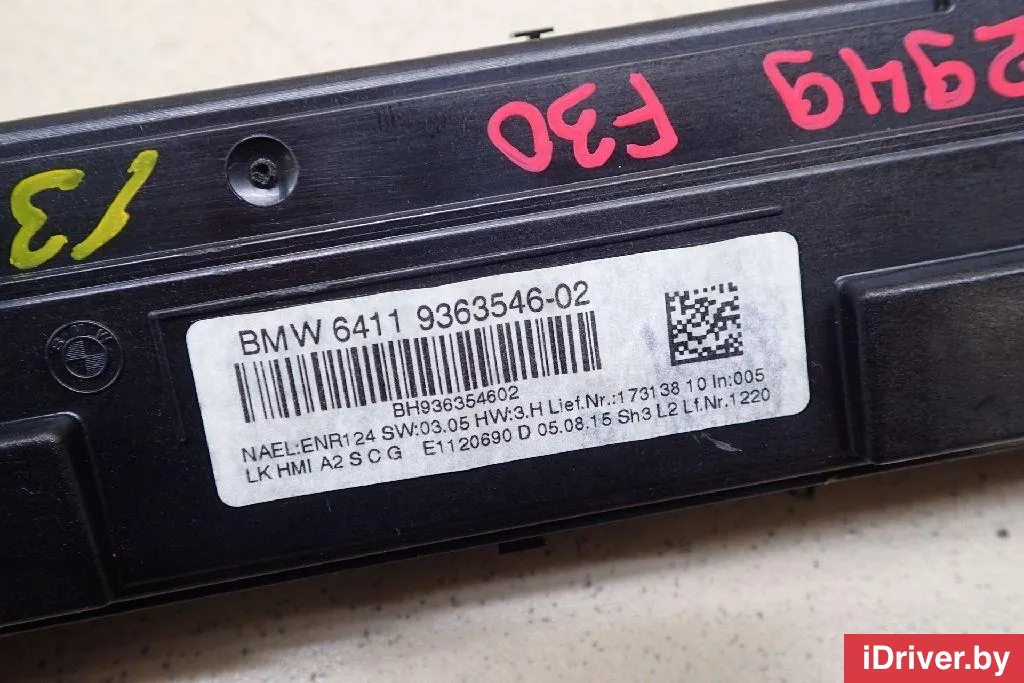 2949 F30
13
BMW 6411 9363546-02
BH936354602
NAEL:ENR124 SW:03.05 HW:3.H Lief.Nr.:173138 10 In:005
LK HMI A2 S C G E1120690 D 05.08.15 Sh3 L2 Lf.Nr.1220
BMW
iDriver.by